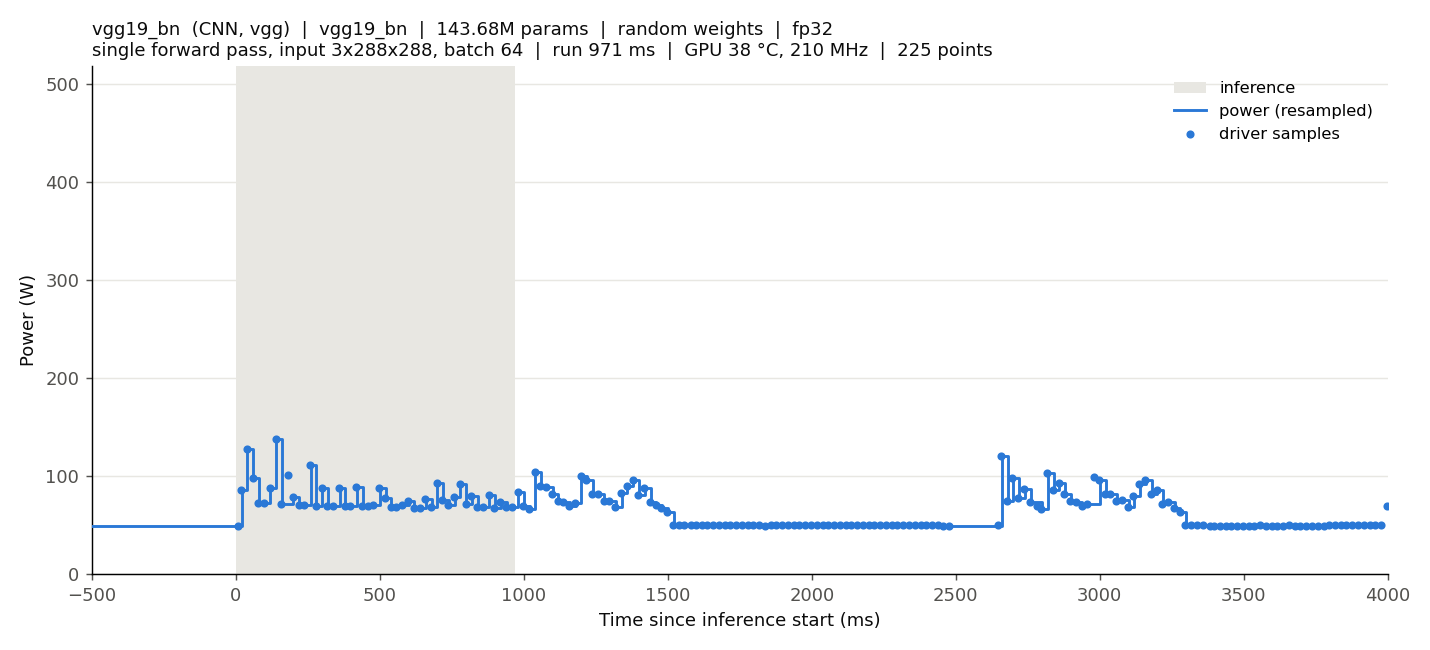 vgg19_bn  (CNN, vgg)  |  vgg19_bn  |  143.68M params  |  random weights  |  fp32
single forward pass, input 3x288x288, batch 64  |  run 971 ms  |  GPU 38 °C, 210 MHz  |  225 points
inference
power (resampled)
driver samples
Power (W)
500
400
300
200
100
0
−500
0
500
1000
1500
2000
2500
3000
3500
4000
Time since inference start (ms)